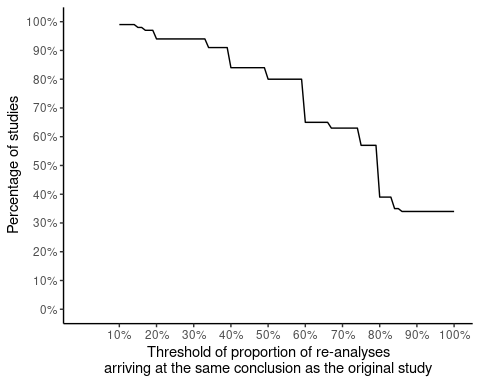 100%
90%
80%
70%
60%
50%
40%
30%
20%
10%
0%
Percentage of studies
10% 20% 30% 40% 50% 60% 70% 80% 90% 100%
Threshold of proportion of re-analyses
arriving at the same conclusion as the original study